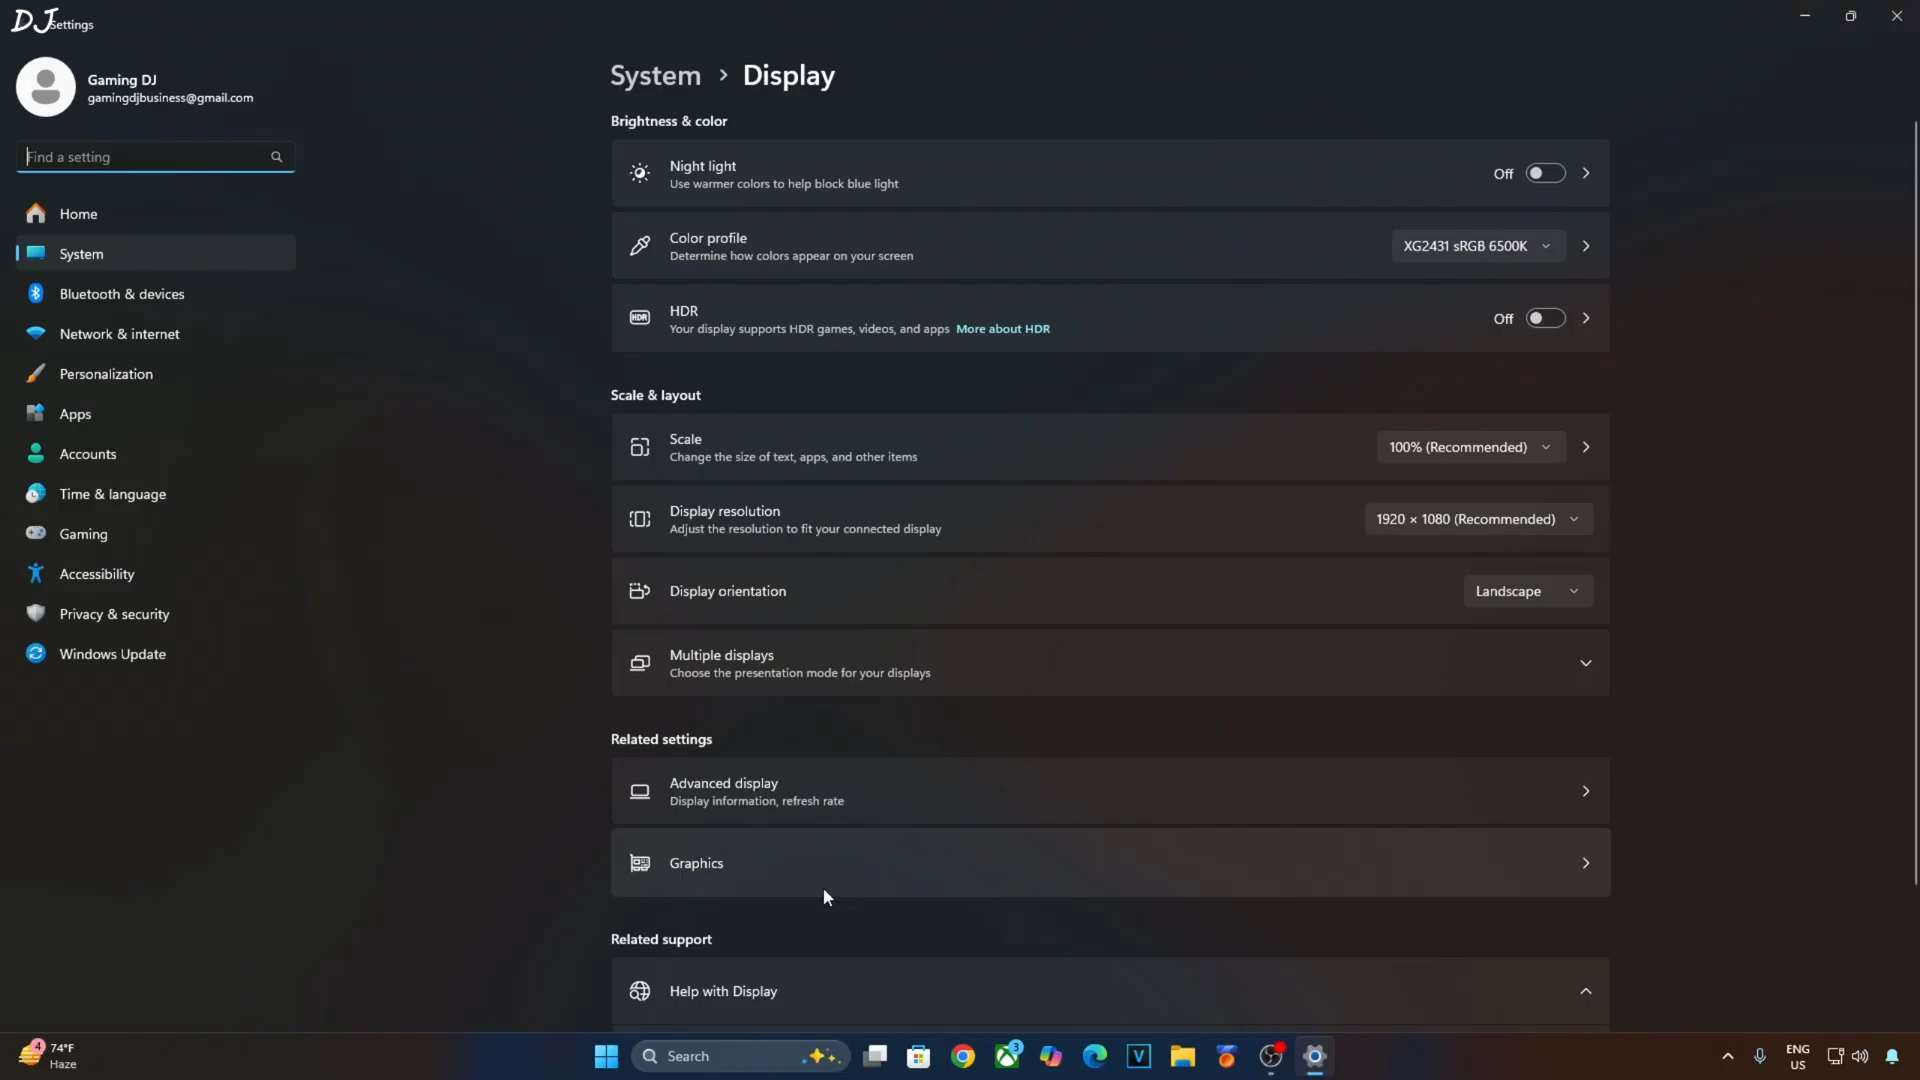 DJ Settings
Gaming DJ
gamingdjbusiness@gmail.com
Find a setting
Home
System
Bluetooth & devices
Network & internet
Personalization
Apps
Accounts
Time & language
Gaming
Accessibility
Privacy & security
Windows Update
System > Display
Brightness & color
Night light
Use warmer colors to help block blue light
Off
Color profile
Determine how colors appear on your screen
XG2431 sRGB 6500K
HDR
HDR
Your display supports HDR games, videos, and apps More about HDR
Off
Scale & layout
Scale
Change the size of text, apps, and other items
100% (Recommended)
Display resolution
Adjust the resolution to fit your connected display
1920 × 1080 (Recommended)
Display orientation
Landscape
Multiple displays
Choose the presentation mode for your displays
Related settings
Advanced display
Display information, refresh rate
Graphics
Related support
Help with Display
4
74°F
Haze
Search
3
V
ENG
US